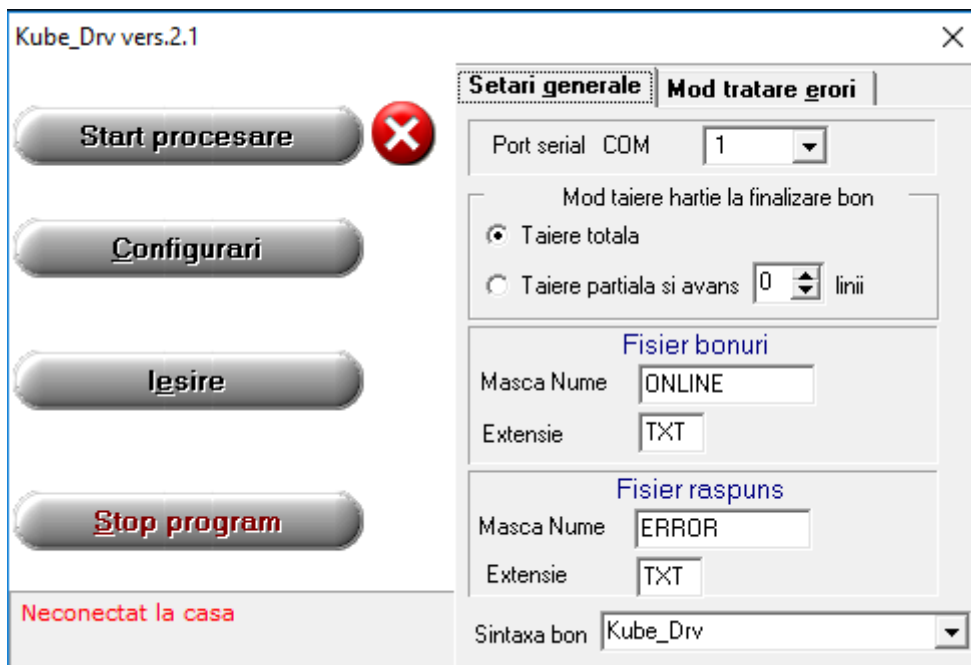 Kube_Drv vers.2.1
Start procesare
Configurari
Iesire
Stop program
Neconectat la casa
Setari generale
Mod tratare erori
Port serial COM 1
Mod taiere hartie la finalizare bon
Taiere totala
Taiere partiala si avans 0 linii
Fisier bonuri
Masca Nume ONLINE
Extensie TXT
Fisier raspuns
Masca Nume ERROR
Extensie TXT
Sintaxa bon Kube_Drv